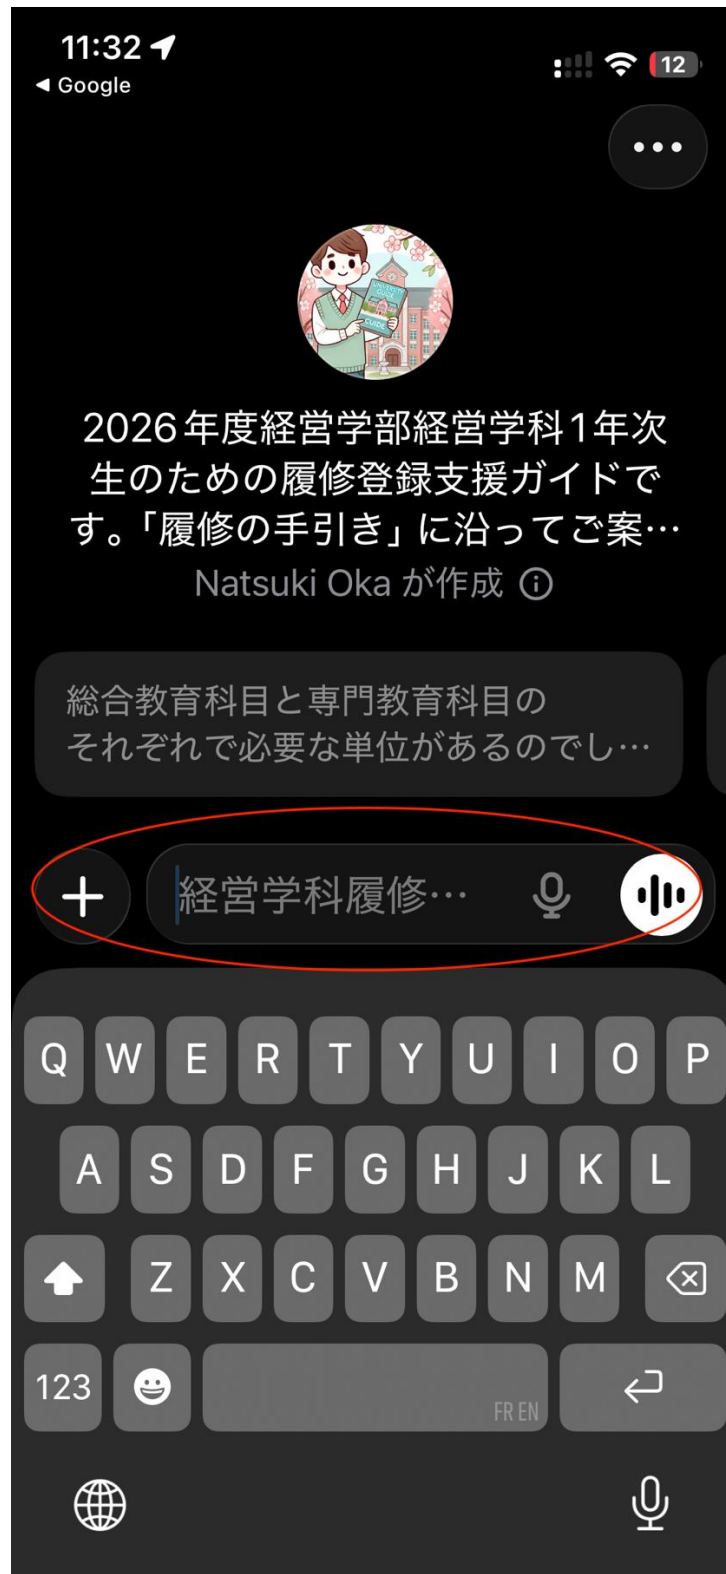 11:32
12
◀ Google
UNIVERSITY
GUIDE
GUIDE
2026年度経営学部経営学科1年次
生のための履修登録支援ガイドで
す。「履修の手引き」に沿ってご案…
Natsuki Oka が作成
総合教育科目と専門教育科目の
それぞれで必要な単位があるのでし…
経営学科履修…
Q W E R T Y U I O P
A S D F G H J K L
Z X C V B N M
123
FR EN